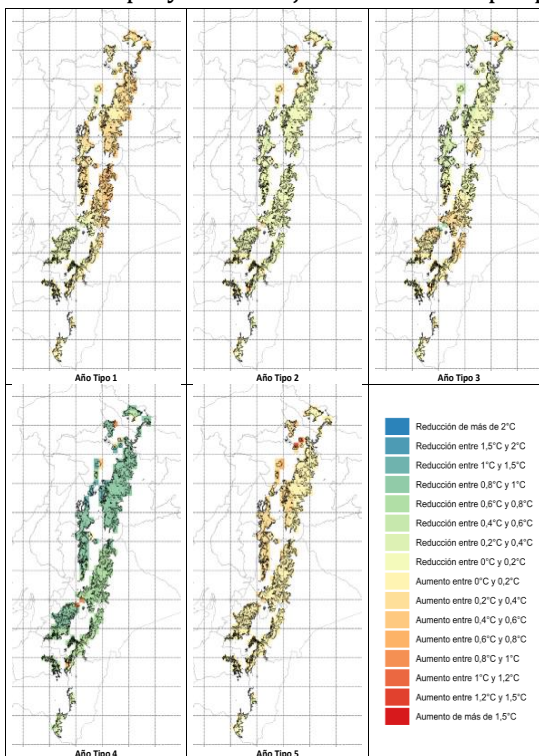 Año Tipo 1
Año Tipo 2
Año Tipo 3
Año Tipo 4
Año Tipo 5
Reducción de más de 2°C
Reducción entre 1,5°C y 2°C
Reducción entre 1°C y 1,5°C
Reducción entre 0,8°C y 1°C
Reducción entre 0,6°C y 0,8°C
Reducción entre 0,4°C y 0,6°C
Reducción entre 0,2°C y 0,4°C
Reducción entre 0°C y 0,2°C
Aumento entre 0°C y 0,2°C
Aumento entre 0,2°C y 0,4°C
Aumento entre 0,4°C y 0,6°C
Aumento entre 0,6°C y 0,8°C
Aumento entre 0,8°C y 1°C
Aumento entre 1°C y 1,2°C
Aumento entre 1,2°C y 1,5°C
Aumento de más de 1,5°C